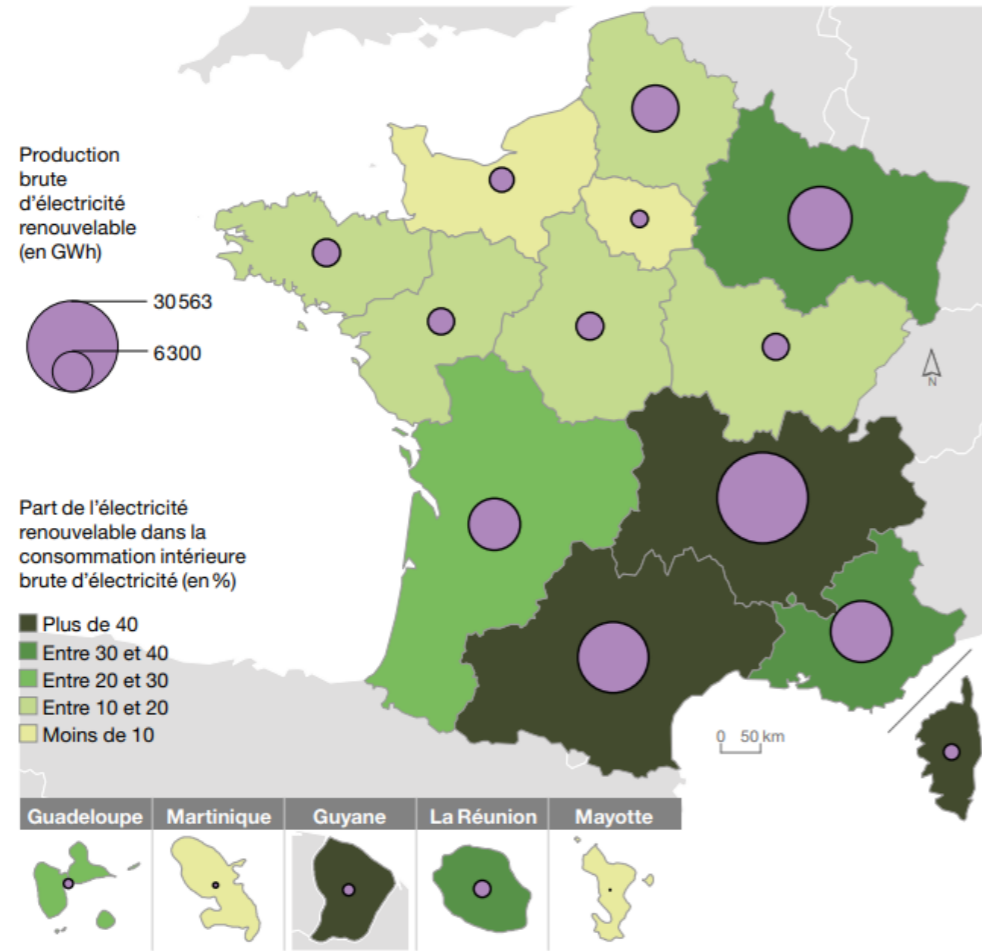 Production
brute
d’électricité
renouvelable
(en GWh)
30 563
6 300
Part de l’électricité
renouvelable dans la
consommation intérieure
brute d’électricité (en %)
Plus de 40
Entre 30 et 40
Entre 20 et 30
Entre 10 et 20
Moins de 10
N
0 50 km
Guadeloupe Martinique Guyane La Réunion Mayotte